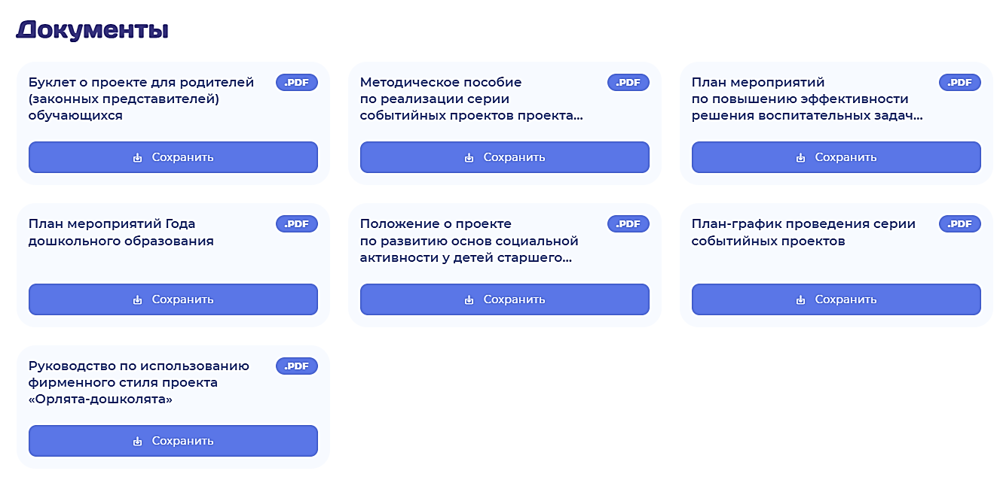 Документы
Буклет о проекте для родителей
(законных представителей)
обучающихся
.PDF
Сохранить
Методическое пособие
по реализации серии
событийных проектов проекта...
.PDF
Сохранить
План мероприятий
по повышению эффективности
решения воспитательных задач...
.PDF
Сохранить
План мероприятий Года
дошкольного образования
.PDF
Сохранить
Положение о проекте
по развитию основ социальной
активности у детей старшего...
.PDF
Сохранить
План-график проведения серии
событийных проектов
.PDF
Сохранить
Руководство по использованию
фирменного стиля проекта
«Орлята-дошколята»
.PDF
Сохранить